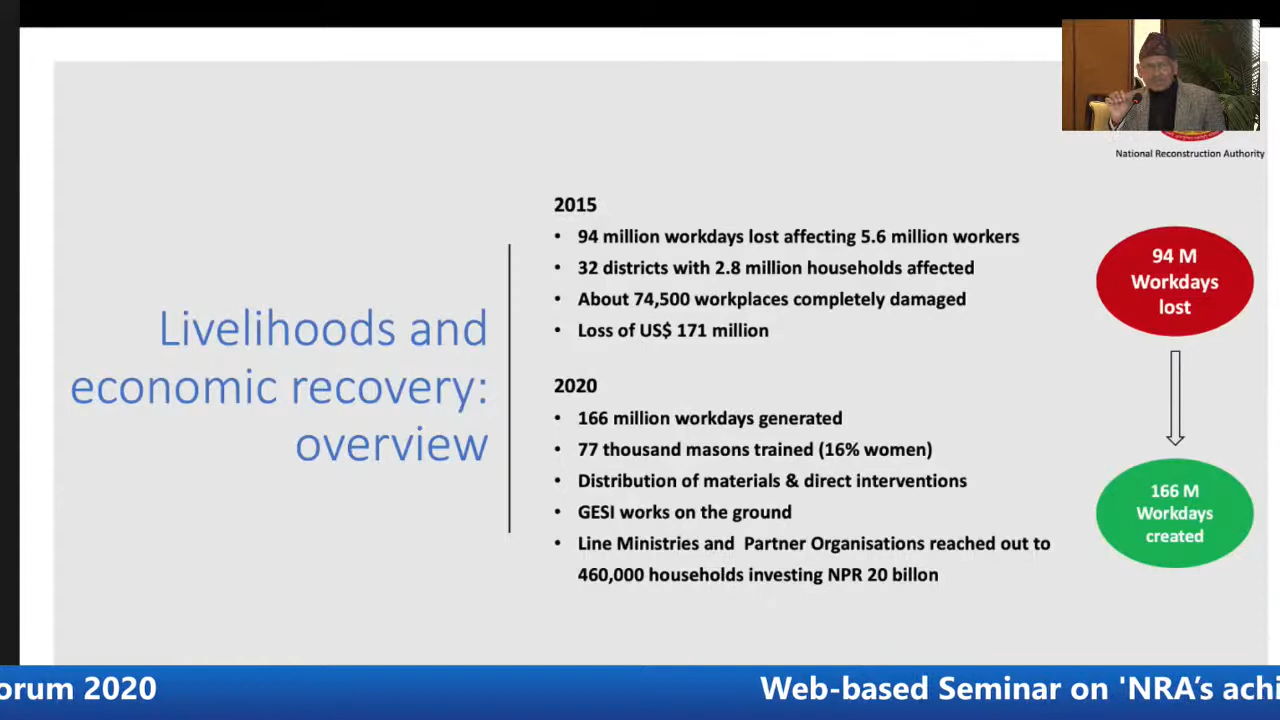 National Reconstruction Authority
Livelihoods and
economic recovery:
overview
2015
• 94 million workdays lost affecting 5.6 million workers
• 32 districts with 2.8 million households affected
• About 74,500 workplaces completely damaged
• Loss of US$ 171 million
2020
• 166 million workdays generated
• 77 thousand masons trained (16% women)
• Distribution of materials & direct interventions
• GESI works on the ground
• Line Ministries and Partner Organisations reached out to
460,000 households investing NPR 20 billon
94 M
Workdays
lost
166 M
Workdays
created
orum 2020
Web-based Seminar on 'NRA’s achi